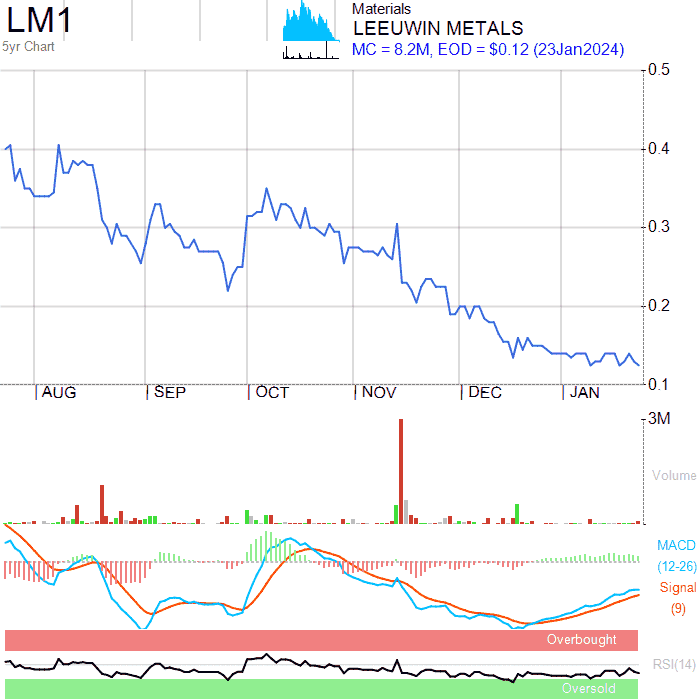 LM1
5yr Chart
Materials
LEEUWIN METALS
MC = 8.2M, EOD = $0.12 (23Jan2024)
0.5
0.4
0.3
0.2
0.1
AUG SEP OCT NOV DEC JAN
3M
Volume
MACD
(12-26)
Signal
(9)
Overbought
RSI(14)
Oversold